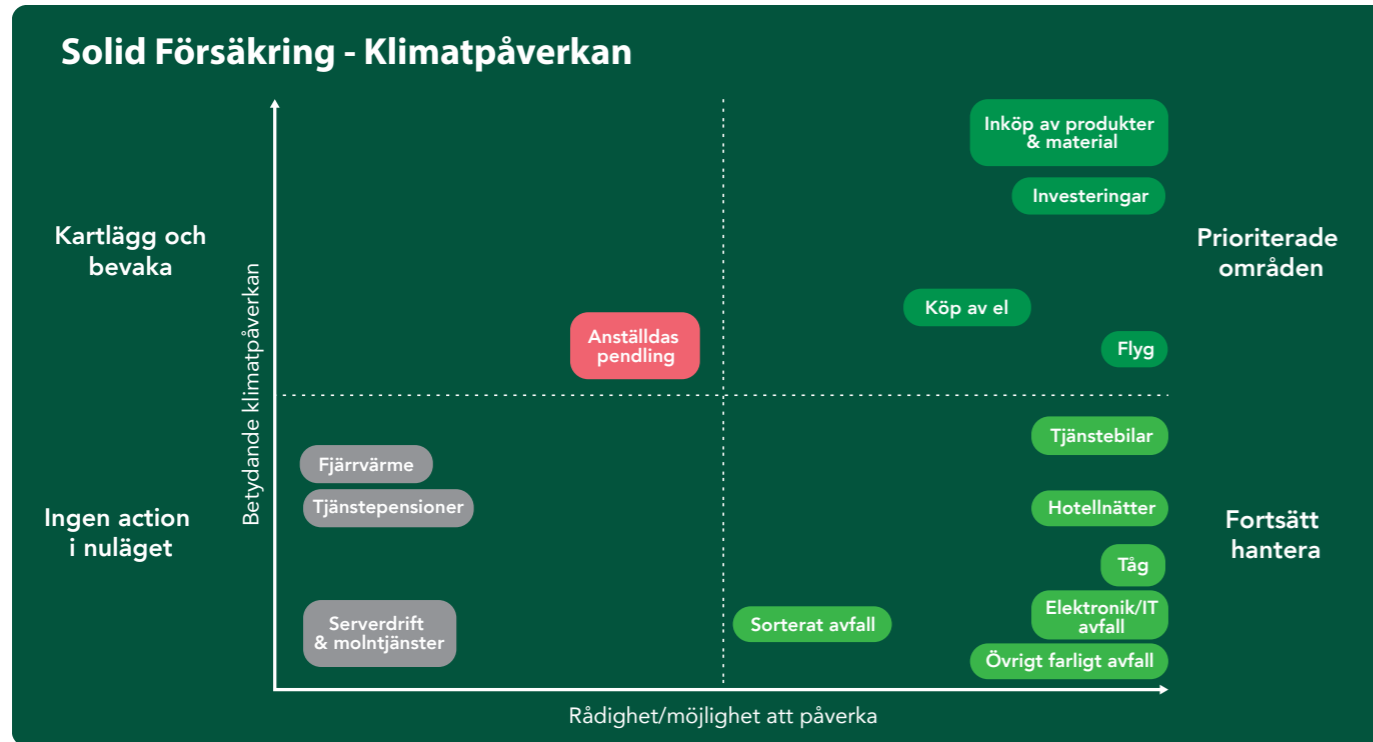 Solid Försäkring - Klimatpåverkan
Inköp av produkter
& material
Investeringar
Kartlägg och
bevaka
Prioriterade
områden
Köp av el
Anställdas
pendling
Flyg
Betydande klimatpåverkan
Tjänstebilar
Fjärrvärme
Tjänstepensioner
Hotellnätter
Ingen action
i nuläget
Fortsätt
hantera
Tåg
Serverdrift
& molntjänster
Sorterat avfall
Elektronik/IT
avfall
Övrigt farligt avfall
Rådighet/möjlighet att påverka